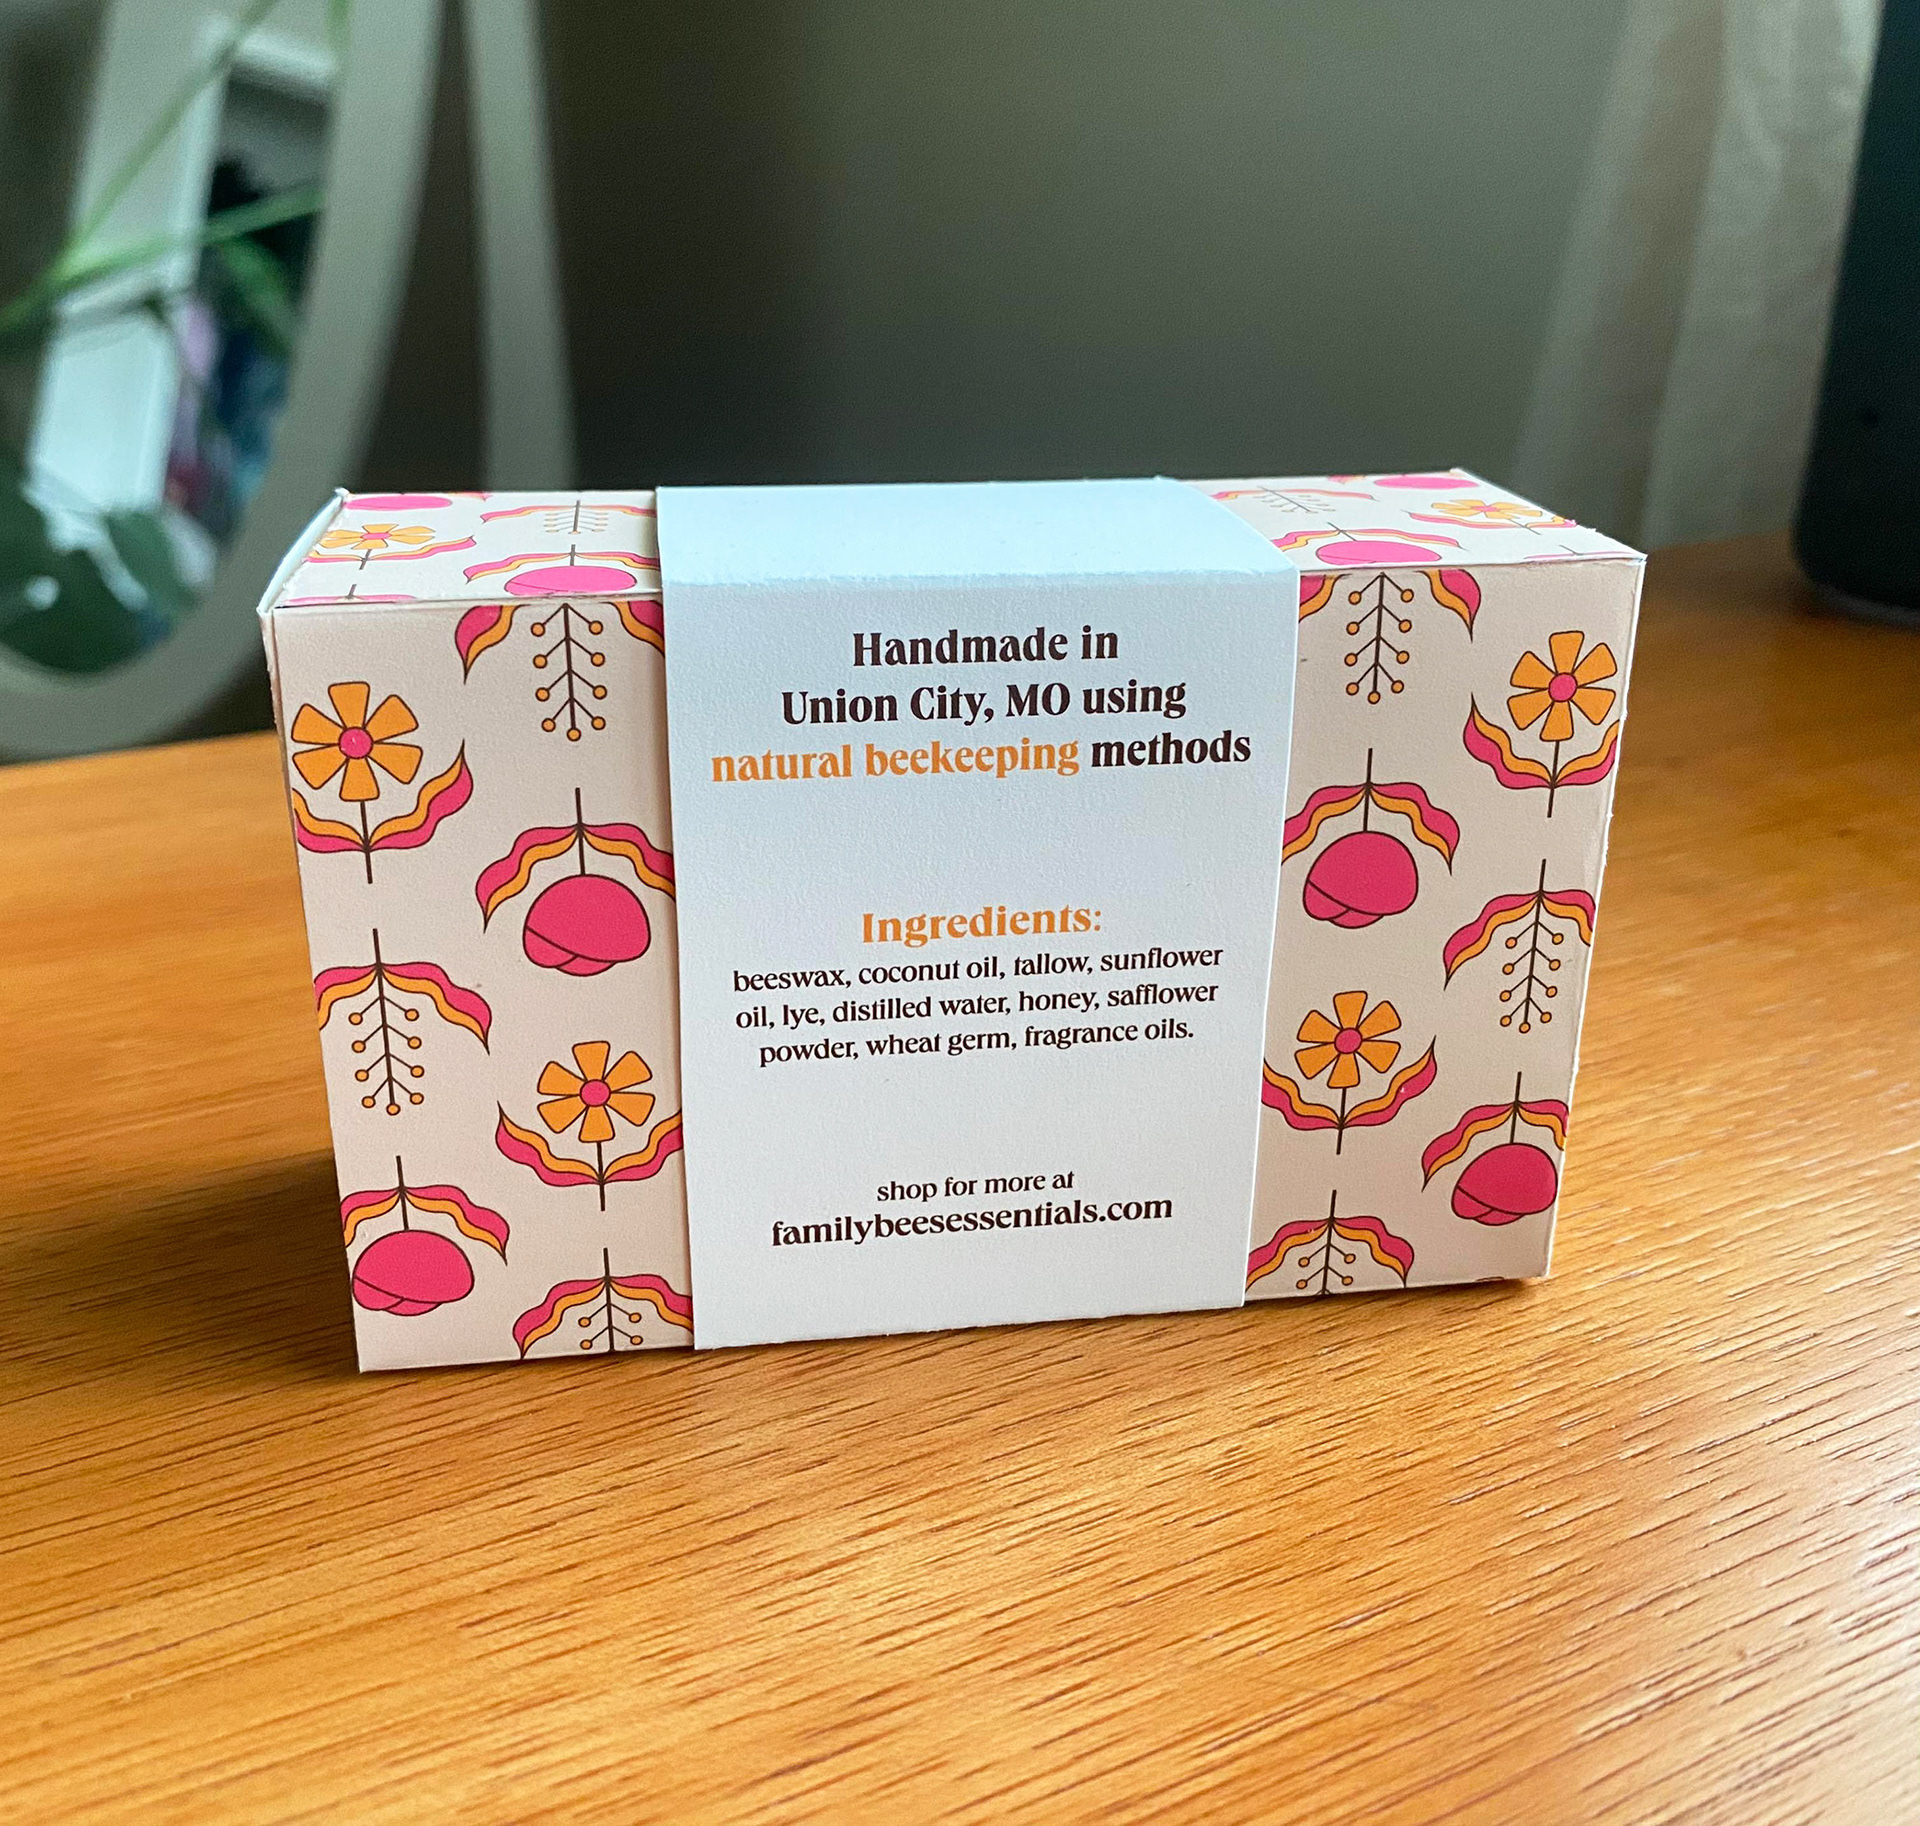 Handmade in
Union City, MO using
natural beekeeping methods
Ingredients:
beeswax, coconut oil, tallow, sunflower
oil, lye, distilled water, honey, safflower
powder, wheat germ, fragrance oils.
shop for more at
familybeesessentials.com